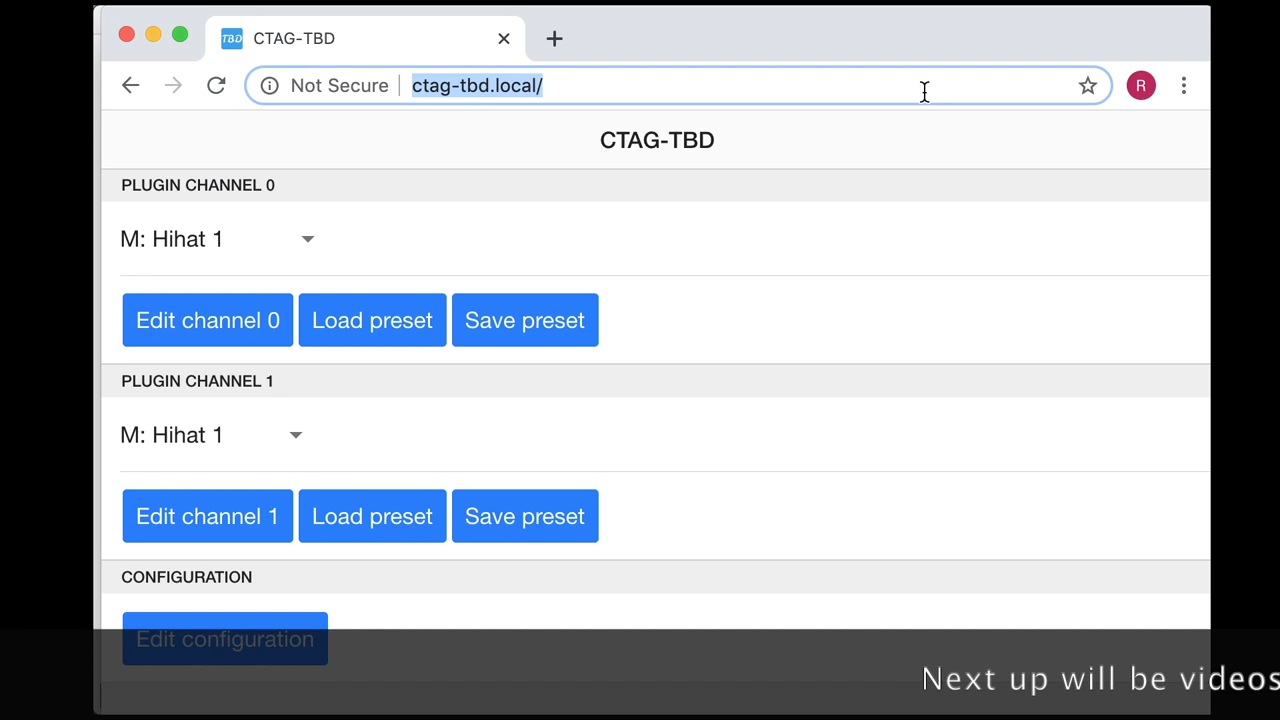 TBD CTAG-TBD
Not Secure ctag-tbd.local/
R
CTAG-TBD
PLUGIN CHANNEL 0
M: Hihat 1
Edit channel 0 Load preset Save preset
PLUGIN CHANNEL 1
M: Hihat 1
Edit channel 1 Load preset Save preset
CONFIGURATION
Edit configuration
Next up will be videos